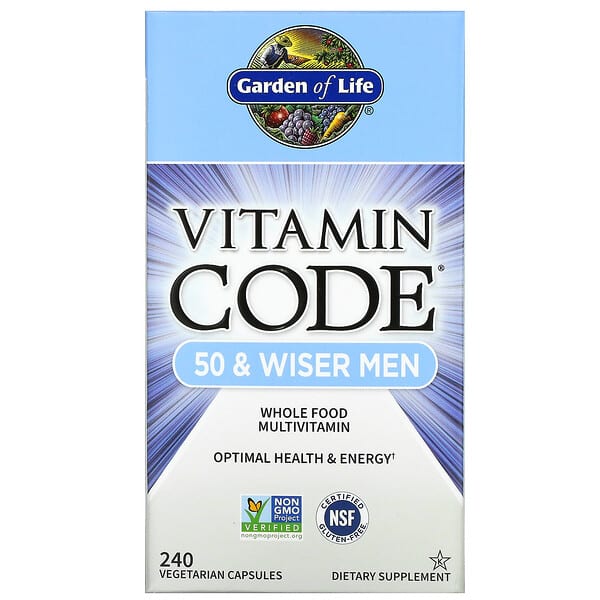 Garden of Life®
VITAMIN
CODE®
50 & WISER MEN
WHOLE FOOD
MULTIVITAMIN
OPTIMAL HEALTH & ENERGY†
NON
GMO
Project
VERIFIED
nongmoproject.org
CERTIFIED
NSF
GLUTEN-FREE
240
VEGETARIAN CAPSULES
K
DIETARY SUPPLEMENT